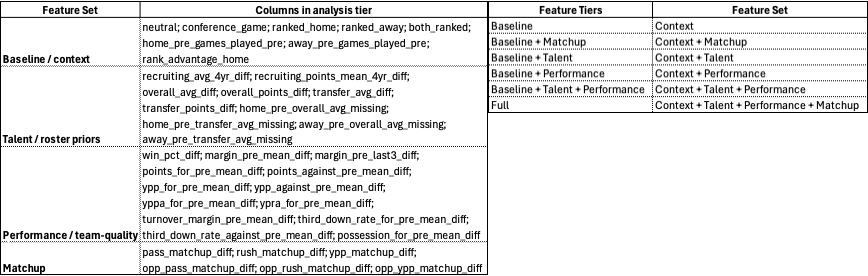 Feature Set
Columns in analysis tier
neutral; conference_game; ranked_home; ranked_away; both_ranked;
home_pre_games_played_pre; away_pre_games_played_pre;
Baseline / context
rank_advantage_home
recruiting_avg_4yr_diff; recruiting_points_mean_4yr_diff;
overall_avg_diff; overall_points_diff; transfer_avg_diff;
transfer_points_diff; home_pre_overall_avg_missing;
home_pre_transfer_avg_missing; away_pre_overall_avg_missing;
Talent / roster priors
away_pre_transfer_avg_missing
win_pct_diff; margin_pre_mean_diff; margin_pre_last3_diff;
points_for_pre_mean_diff; points_against_pre_mean_diff;
ypp_for_pre_mean_diff; ypp_against_pre_mean_diff;
yppa_for_pre_mean_diff; ypra_for_pre_mean_diff;
turnover_margin_pre_mean_diff; third_down_rate_for_pre_mean_diff;
Performance / team-quality
third_down_rate_against_pre_mean_diff; possession_for_pre_mean_diff
pass_matchup_diff; rush_matchup_diff; ypp_matchup_diff;
Matchup
opp_pass_matchup_diff; opp_rush_matchup_diff; opp_ypp_matchup_diff
Feature Tiers
Feature Set
Baseline
Context
Baseline + Matchup
Context + Matchup
Baseline + Talent
Context + Talent
Baseline + Performance
Context + Performance
Baseline + Talent + Performance
Context + Talent + Performance
Full
Context + Talent + Performance + Matchup